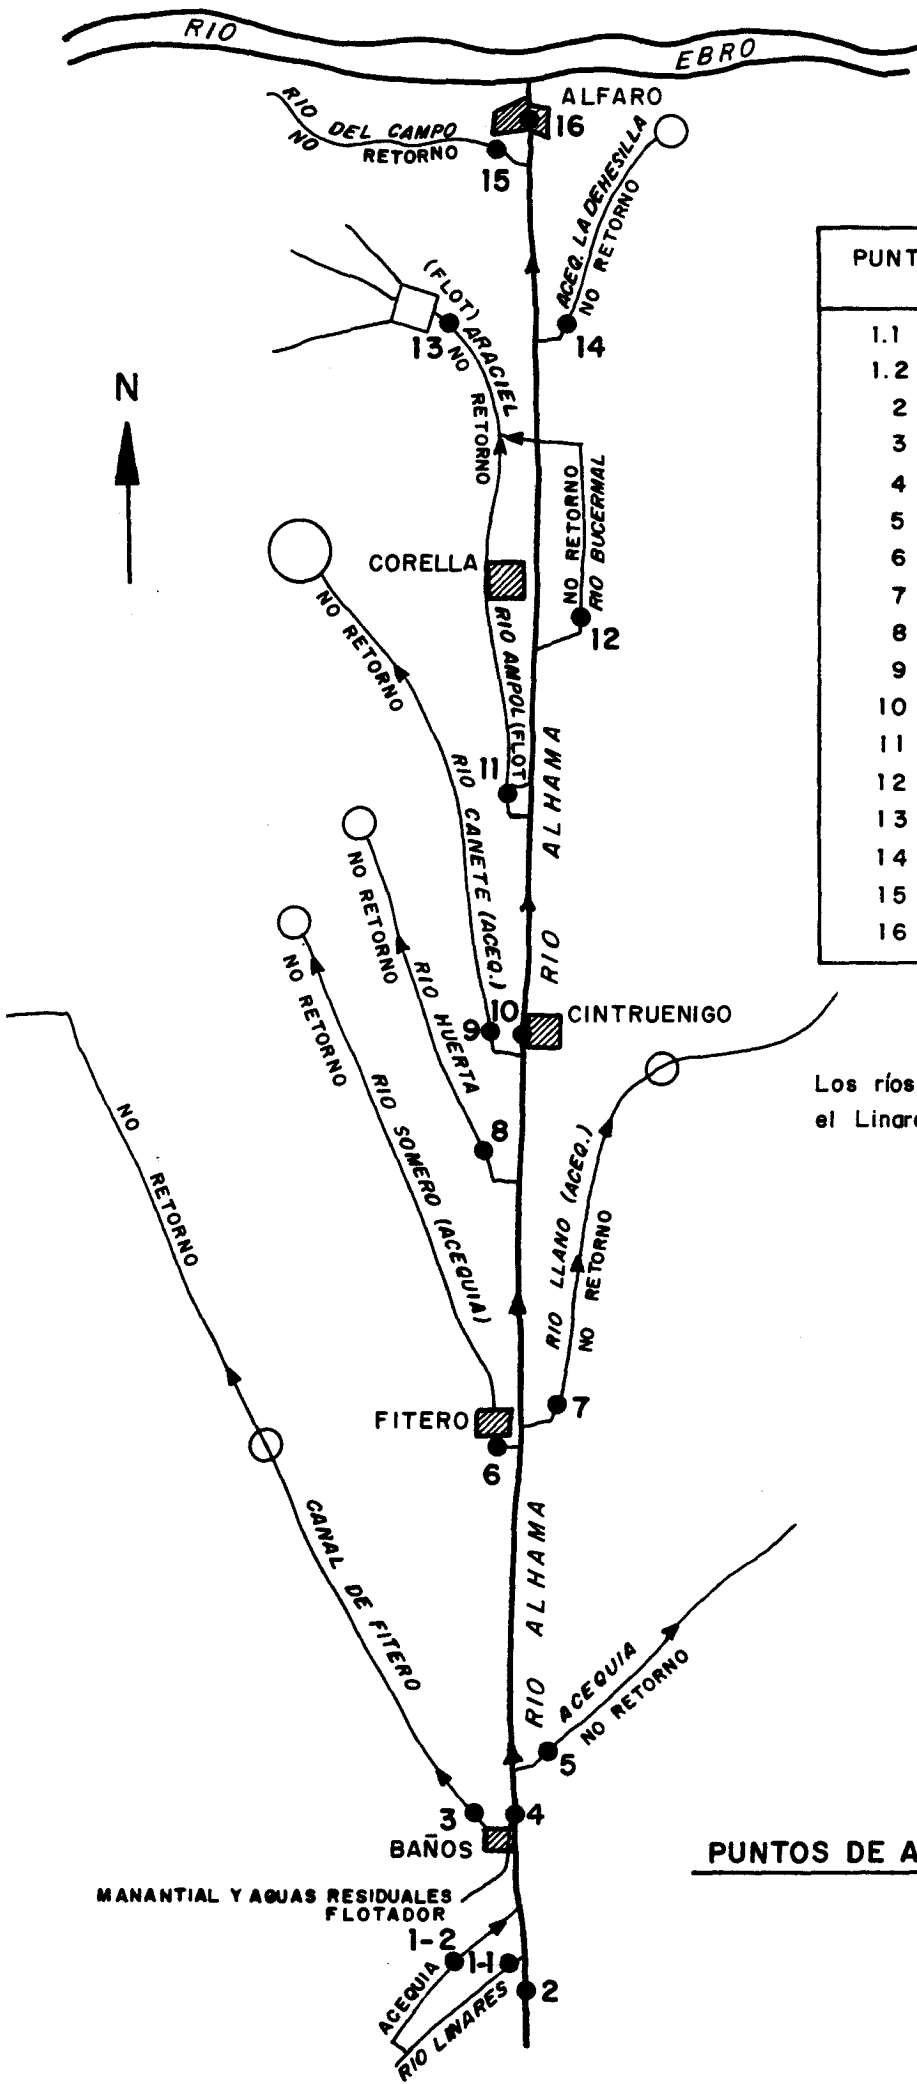 RIO
EBRO
ALFARO
16
RIO DEL CAMPO
NO RETORNO
15
ACEQ. LA DEHESILLA
NO RETORNO
14
(FLOT) ARACIEL
NO RETORNO
13
N
PUNT
1.1
1.2
2
3
4
5
6
7
8
9
10
11
12
13
14
15
16
CORELLA
NO RETORNO
RIO BUCERMAL
12
NO RETORNO
RIO AMPOL (FLOT
11
RIO CANETE (ACEQ.)
RIO ALHAMA
NO RETORNO
RIO HUERTA
NO RETORNO
RIO SOMERO (ACEQUIA)
9
10
CINTRUENIGO
8
Los ríos
el Linare
NO RETORNO
RIO LLANO (ACEQ.)
NO RETORNO
7
FITERO
6
CANAL DE FITERO
RIO ALHAMA
ACEQUIA
NO RETORNO
5
3
4
BAÑOS
PUNTOS DE A
MANANTIAL Y AGUAS RESIDUALES
FLOTADOR
1-2
1-1
ACEQUIA
RIO LINARES
2